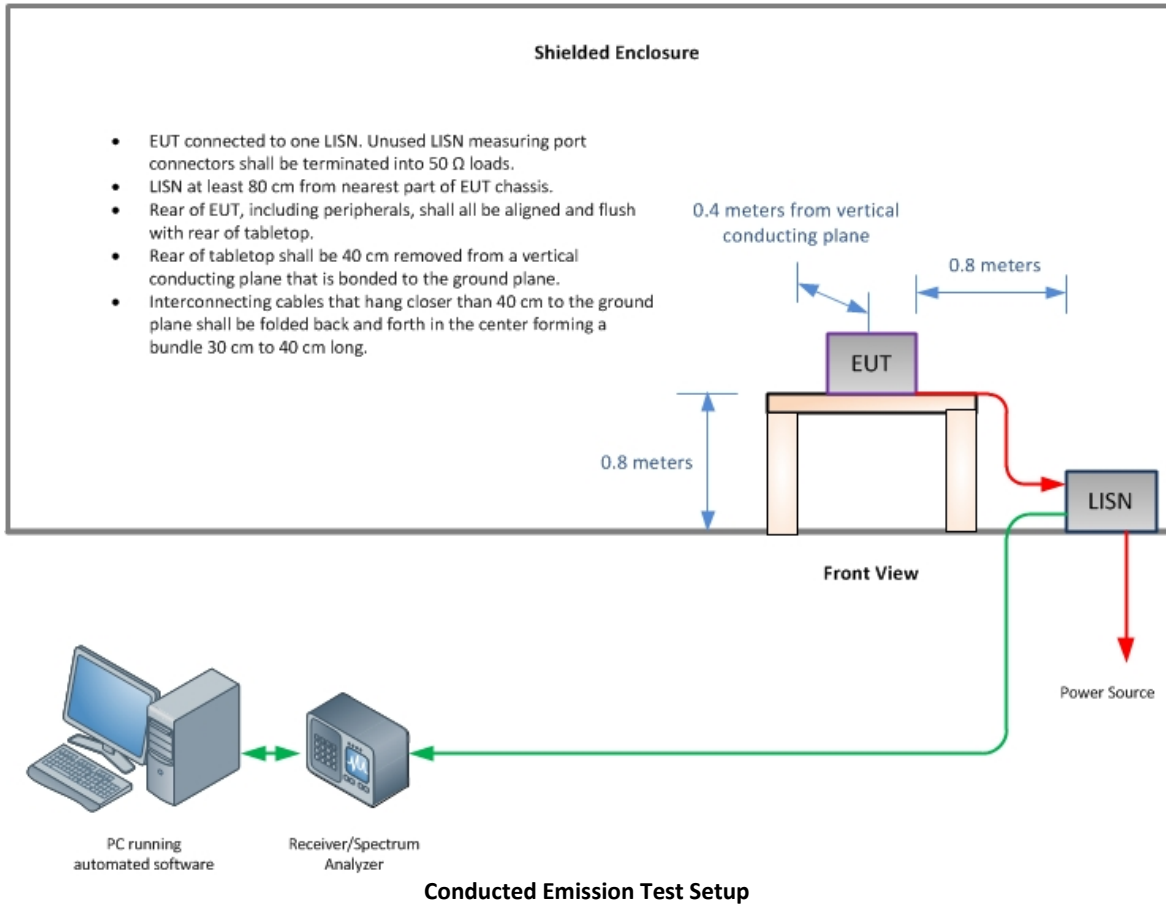 Shielded Enclosure
• EUT connected to one LISN. Unused LISN measuring port
connectors shall be terminated into 50 Ω loads.
• LISN at least 80 cm from nearest part of EUT chassis.
• Rear of EUT, including peripherals, shall all be aligned and flush
with rear of tabletop.
• Rear of tabletop shall be 40 cm removed from a vertical
conducting plane that is bonded to the ground plane.
• Interconnecting cables that hang closer than 40 cm to the ground
plane shall be folded back and forth in the center forming a
bundle 30 cm to 40 cm long.
0.4 meters from vertical
conducting plane
0.8 meters
EUT
0.8 meters
LISN
Front View
Power Source
PC running
automated software
Receiver/Spectrum
Analyzer
Conducted Emission Test Setup